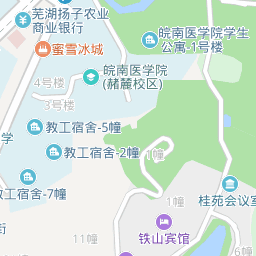 芜湖扬子农业
商业银行
皖南医学院学生
公寓-1号楼
蜜雪冰城
4号楼
皖南医学院
(赭麓校区)
3号楼
教工宿舍-5幢
学
教工宿舍-2幢
1幢
教工宿舍-7幢
桂苑会议室
11幢
1幢
街
铁山宾馆
2幢